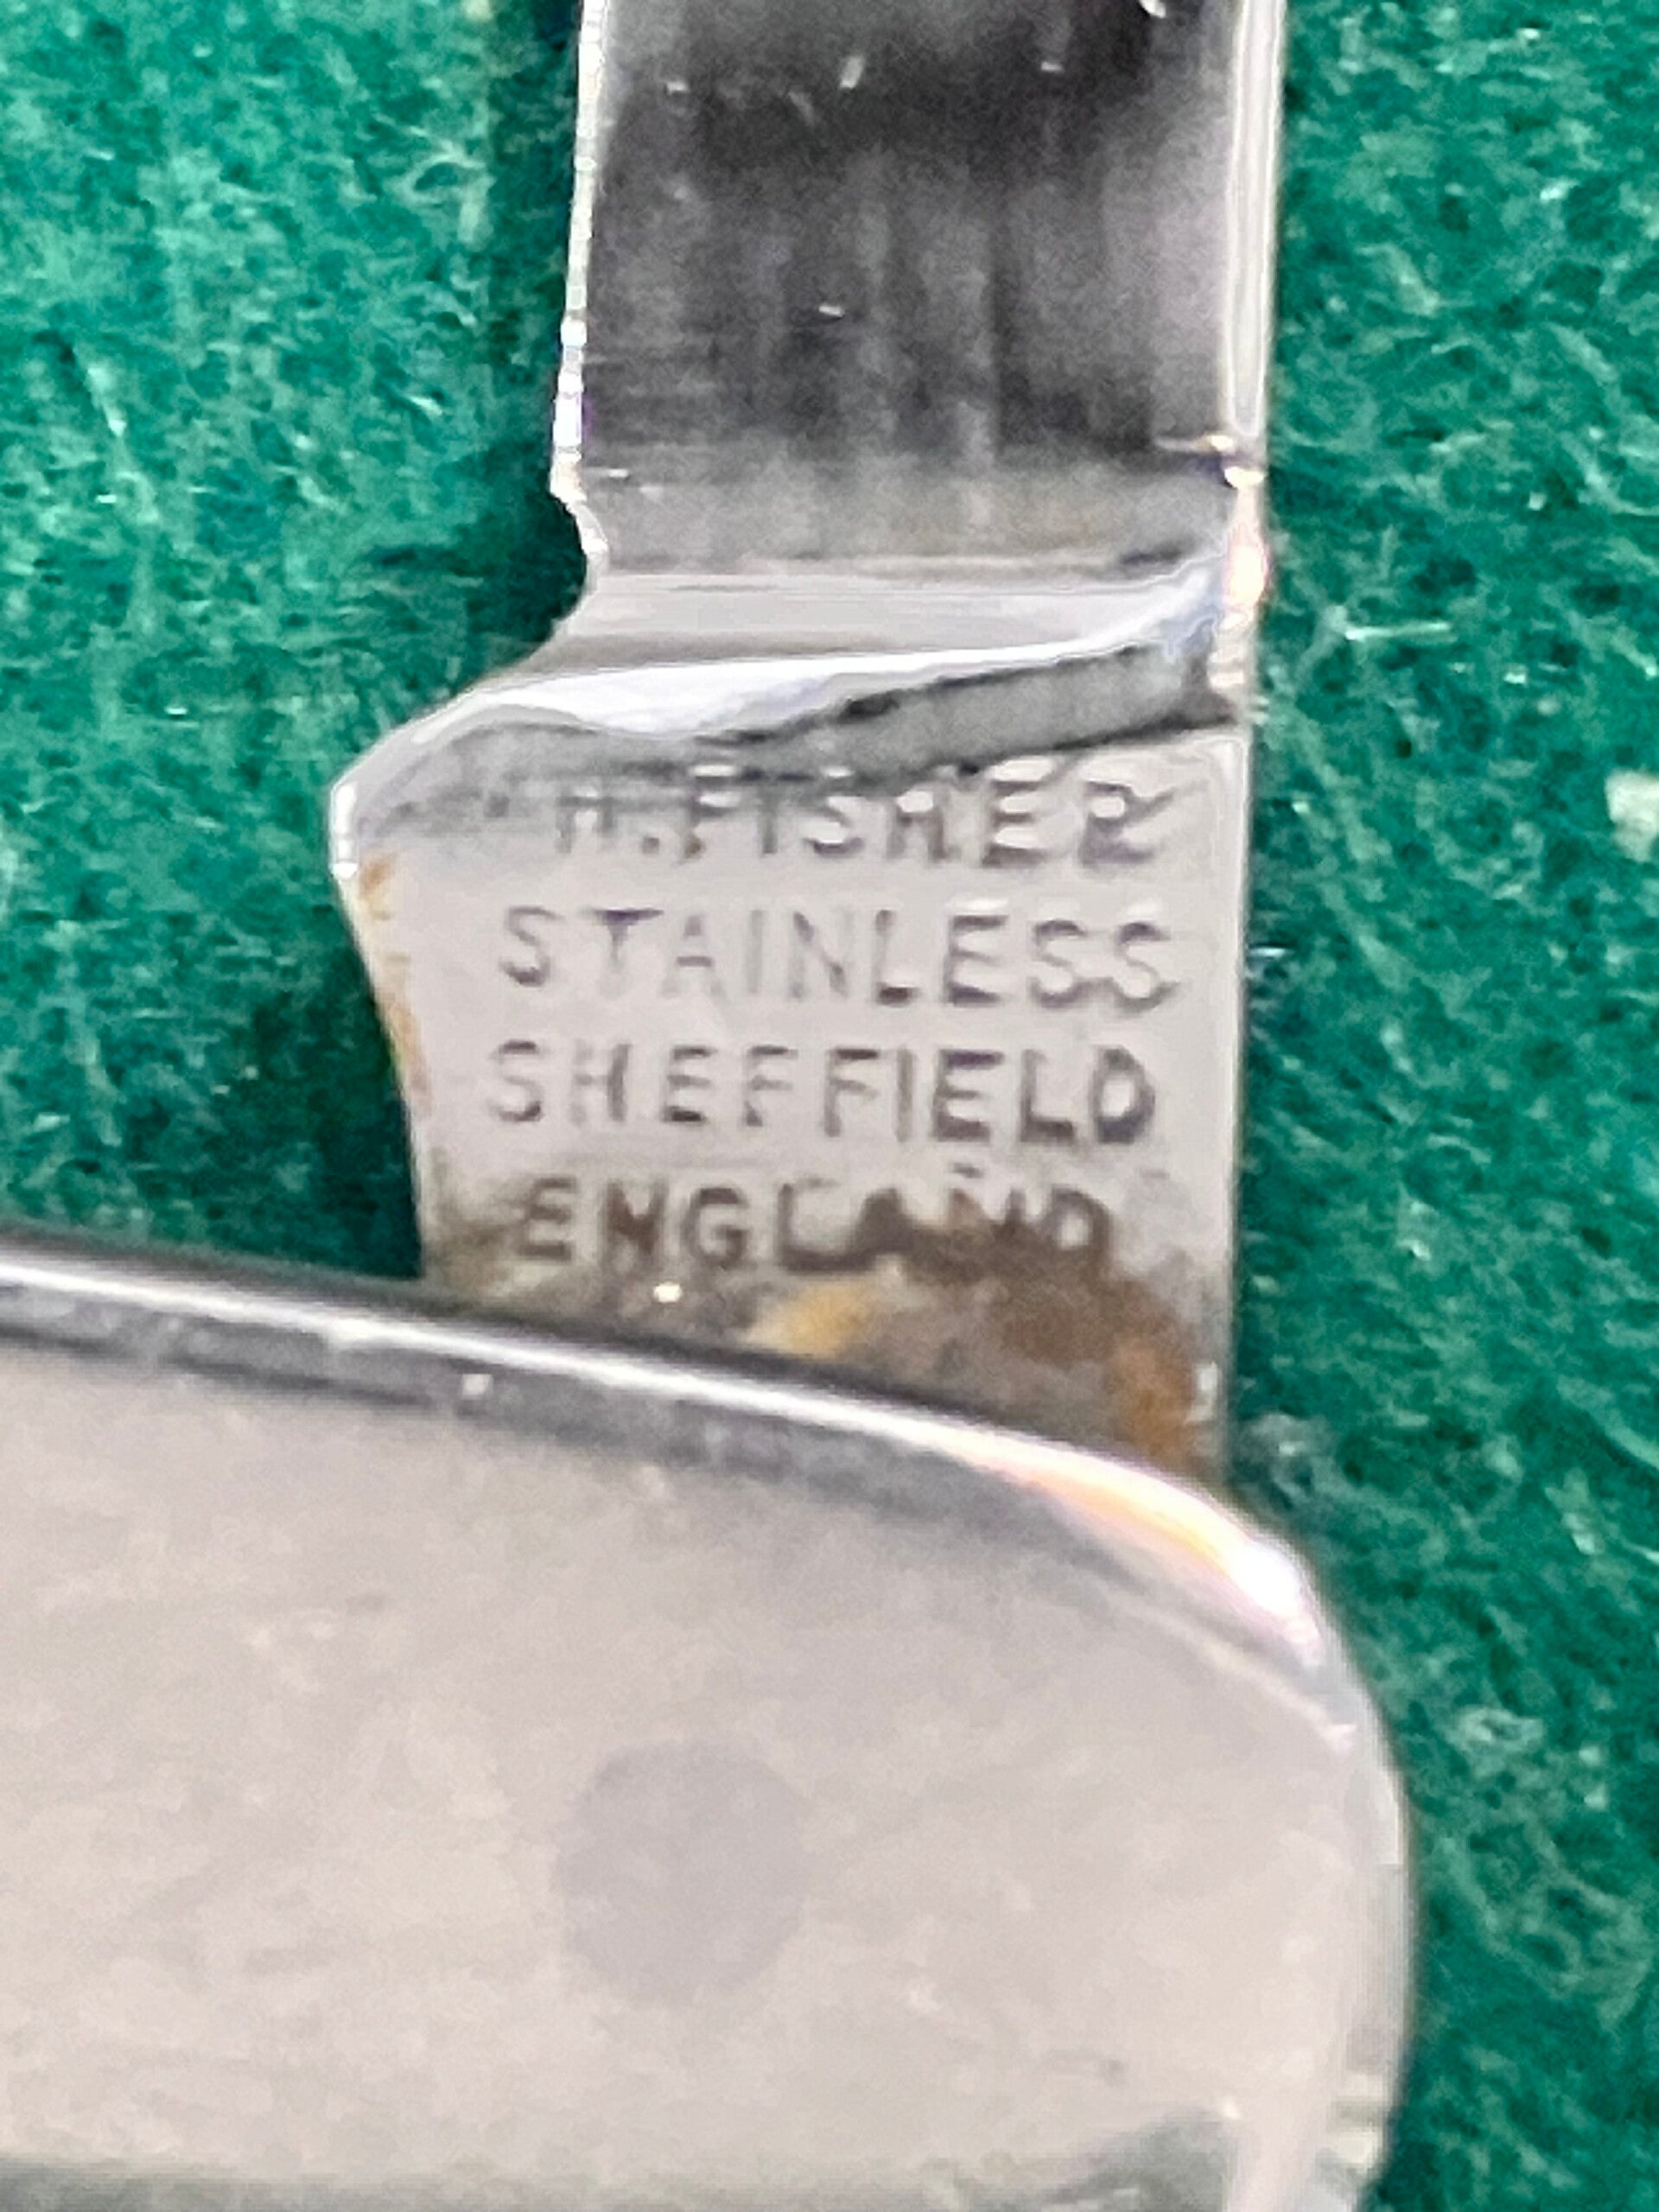 H. FISHER
STAINLESS
SHEFFIELD
ENGLAND